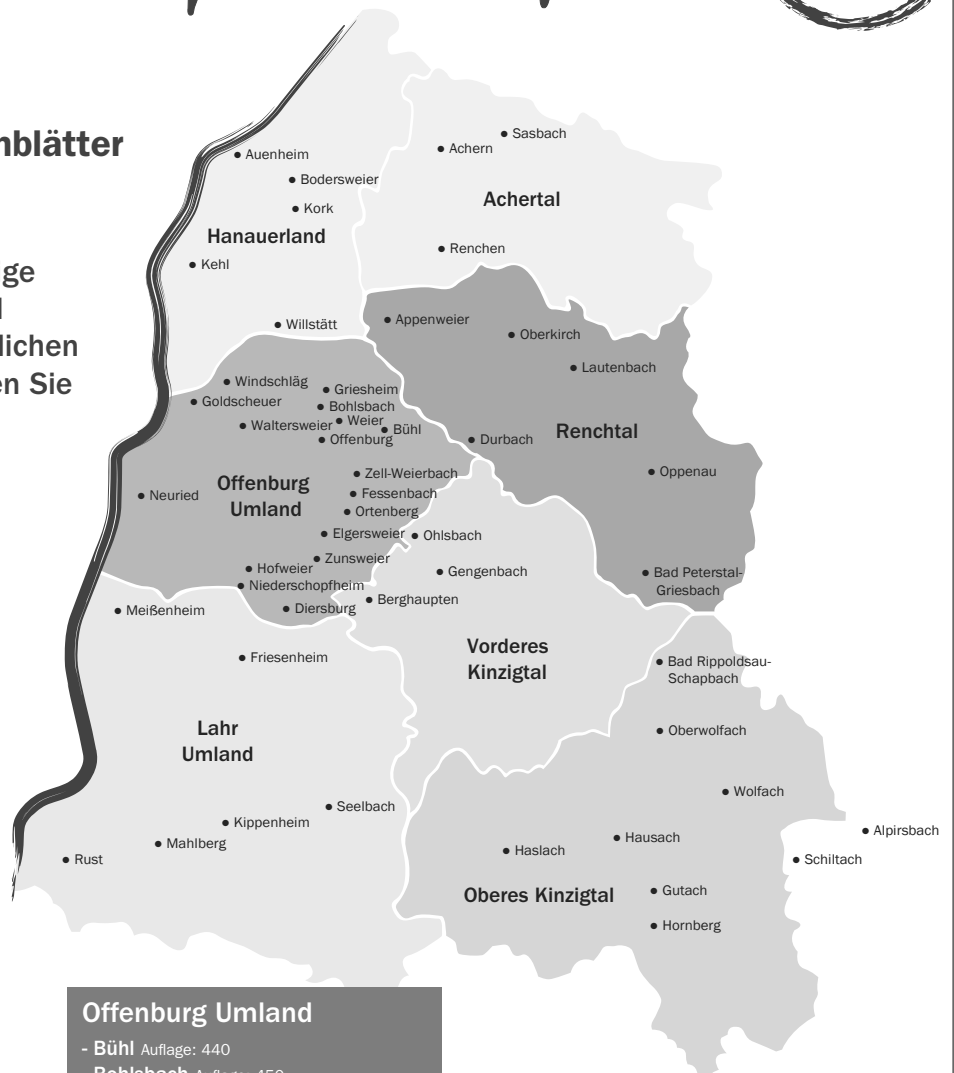 nblätter
ge
lichen
en Sie
Sasbach
Achern
Auenheim
Bodersweier
Achertal
Kork
Hanauerland
Renchen
Kehl
Willstätt
Appenweier
Oberkirch
Lautenbach
Windschläg
Griesheim
Goldscheuer
Bohlsbach
Weier
Waltersweier
Bühl
Offenburg
Durbach
Renchtal
Zell-Weierbach
Oppenau
Offenburg
Umland
Neuried
Fessenbach
Ortenberg
Elgersweier
Ohlsbach
Zunsweier
Hofweier
Gengenbach
Bad Peterstal-
Griesbach
Niederschopfheim
Berghaupten
Diersburg
Meißenheim
Vorderes
Kinzigtal
Friesenheim
Bad Rippoldsau-
Schapbach
Lahr
Umland
Oberwolfach
Wolfach
Seelbach
Kippenheim
Alpirsbach
Hausach
Mahlberg
Haslach
Rust
Schiltach
Oberes Kinzigtal
Gutach
Hornberg
Offenburg Umland
- Bühl Auflage: 440
- Bohlsbach Auflage: 450